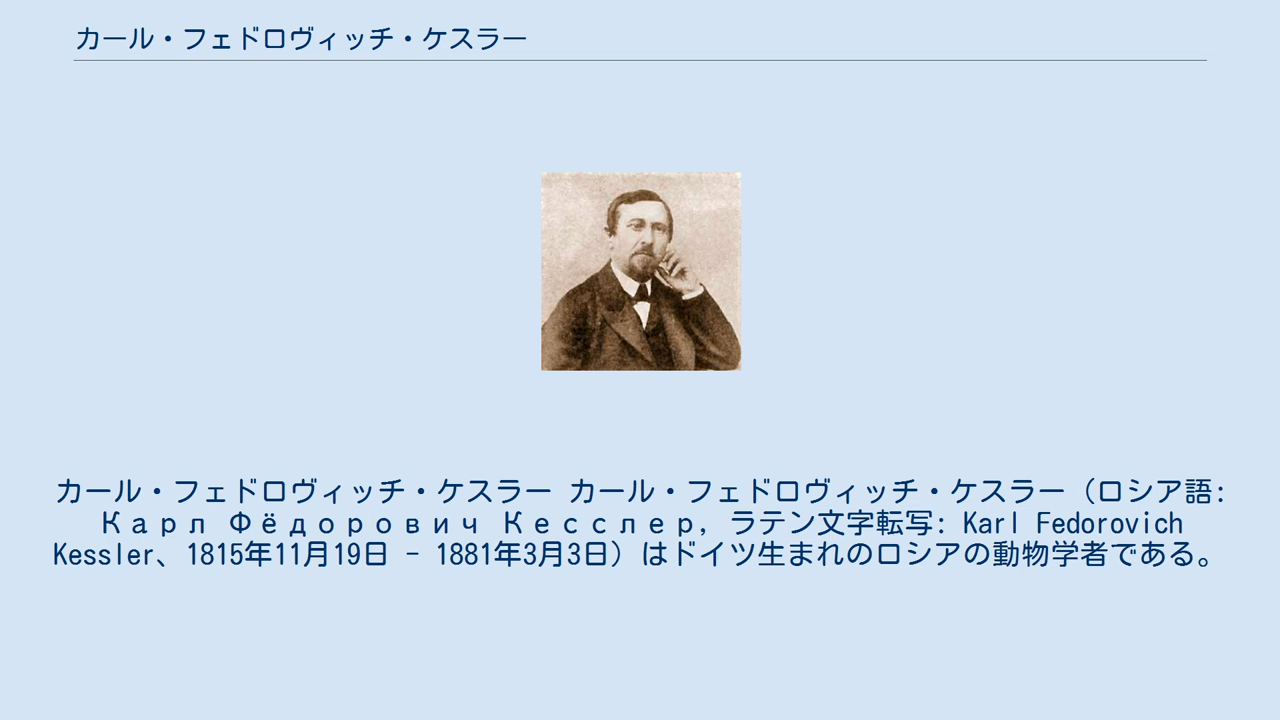 カール・フェドロヴィッチ・ケスラー
カール・フェドロヴィッチ・ケスラー カール・フェドロヴィッチ・ケスラー（ロシア語:
Карл Фёдорович Кесслер, ラテン文字転写: Karl Fedorovich
Kessler、1815年11月19日 - 1881年3月3日）はドイツ生まれのロシアの動物学者である。